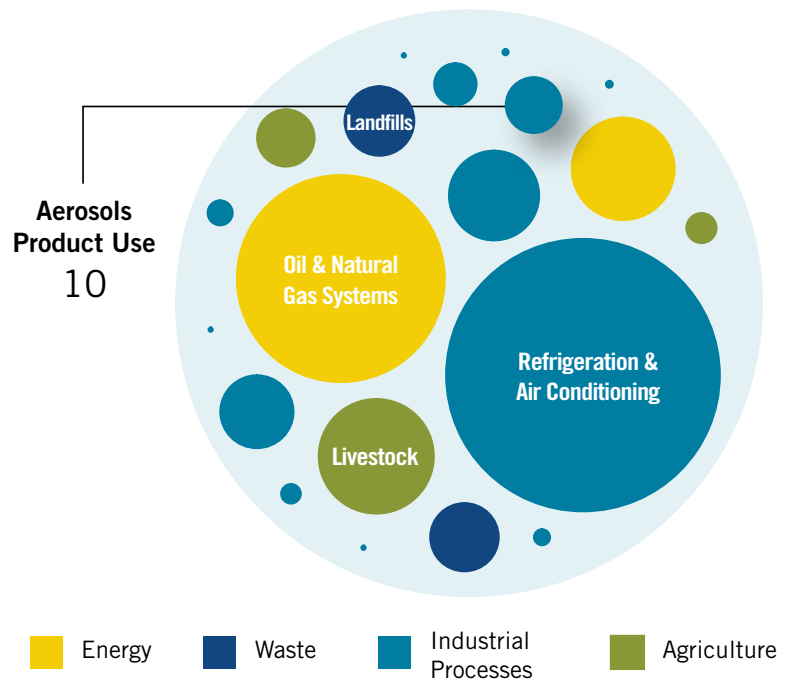 Landfills
Aerosols
Product Use
10
Oil & Natural
Gas Systems
Refrigeration &
Air Conditioning
Livestock
Energy
Waste
Industrial
Processes
Agriculture